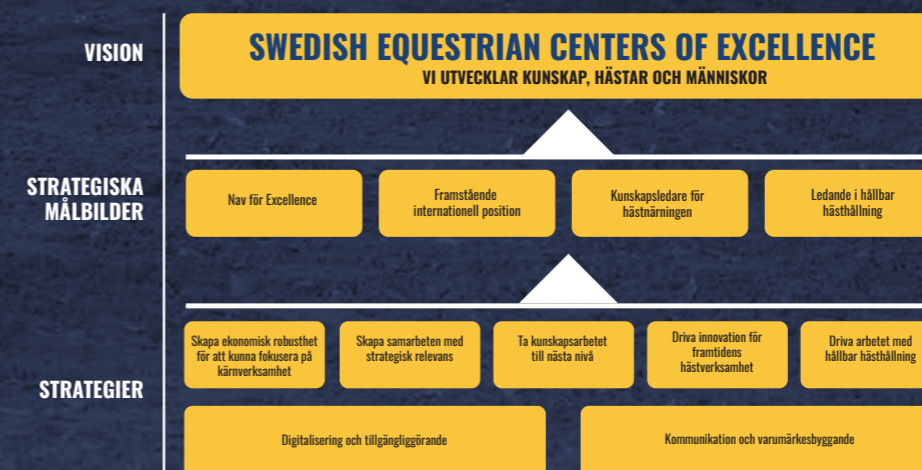 VISION
SWEDISH EQUESTRIAN CENTERS OF EXCELLENCE
VI UTVECKLAR KUNSKAP, HÄSTAR OCH MÄNNISKOR
STRATEGISKA
MÅLBILDER
Nav för Excellence
Framstående
internationell position
Kunskapsledare för
hästnärningen
Ledande i hållbar
hästhållning
STRATEGIER
Skapa ekonomisk robusthet
för att kunna fokusera på
kärnverksamhet
Skapa samarbeten med
strategisk relevans
Ta kunskapsarbetet
till nästa nivå
Driva innovation för
framtidens
hästverksamhet
Driva arbetet med
hållbar hästhållning
Digitalisering och tillgängliggörande
Kommunikation och varumärkesbyggande